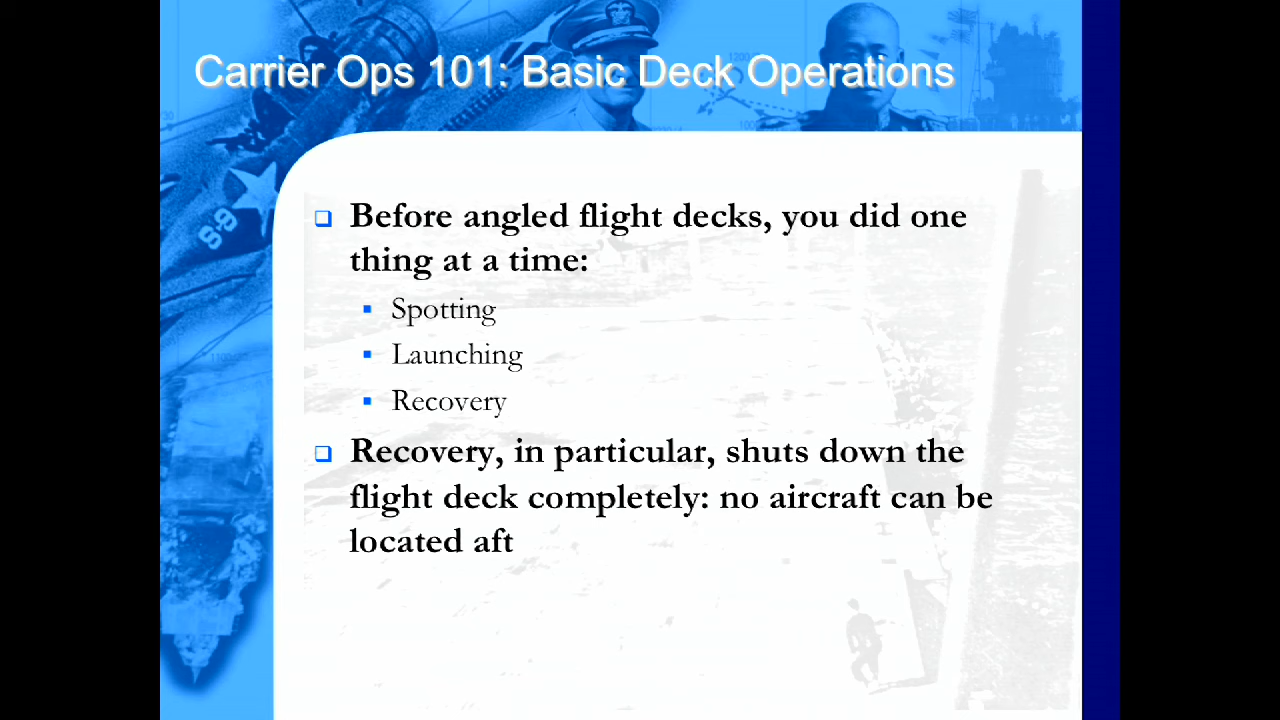 Carrier Ops 101: Basic Deck Operations
Before angled flight decks, you did one
thing at a time:
Spotting
Launching
Recovery
Recovery, in particular, shuts down the
flight deck completely: no aircraft can be
located aft